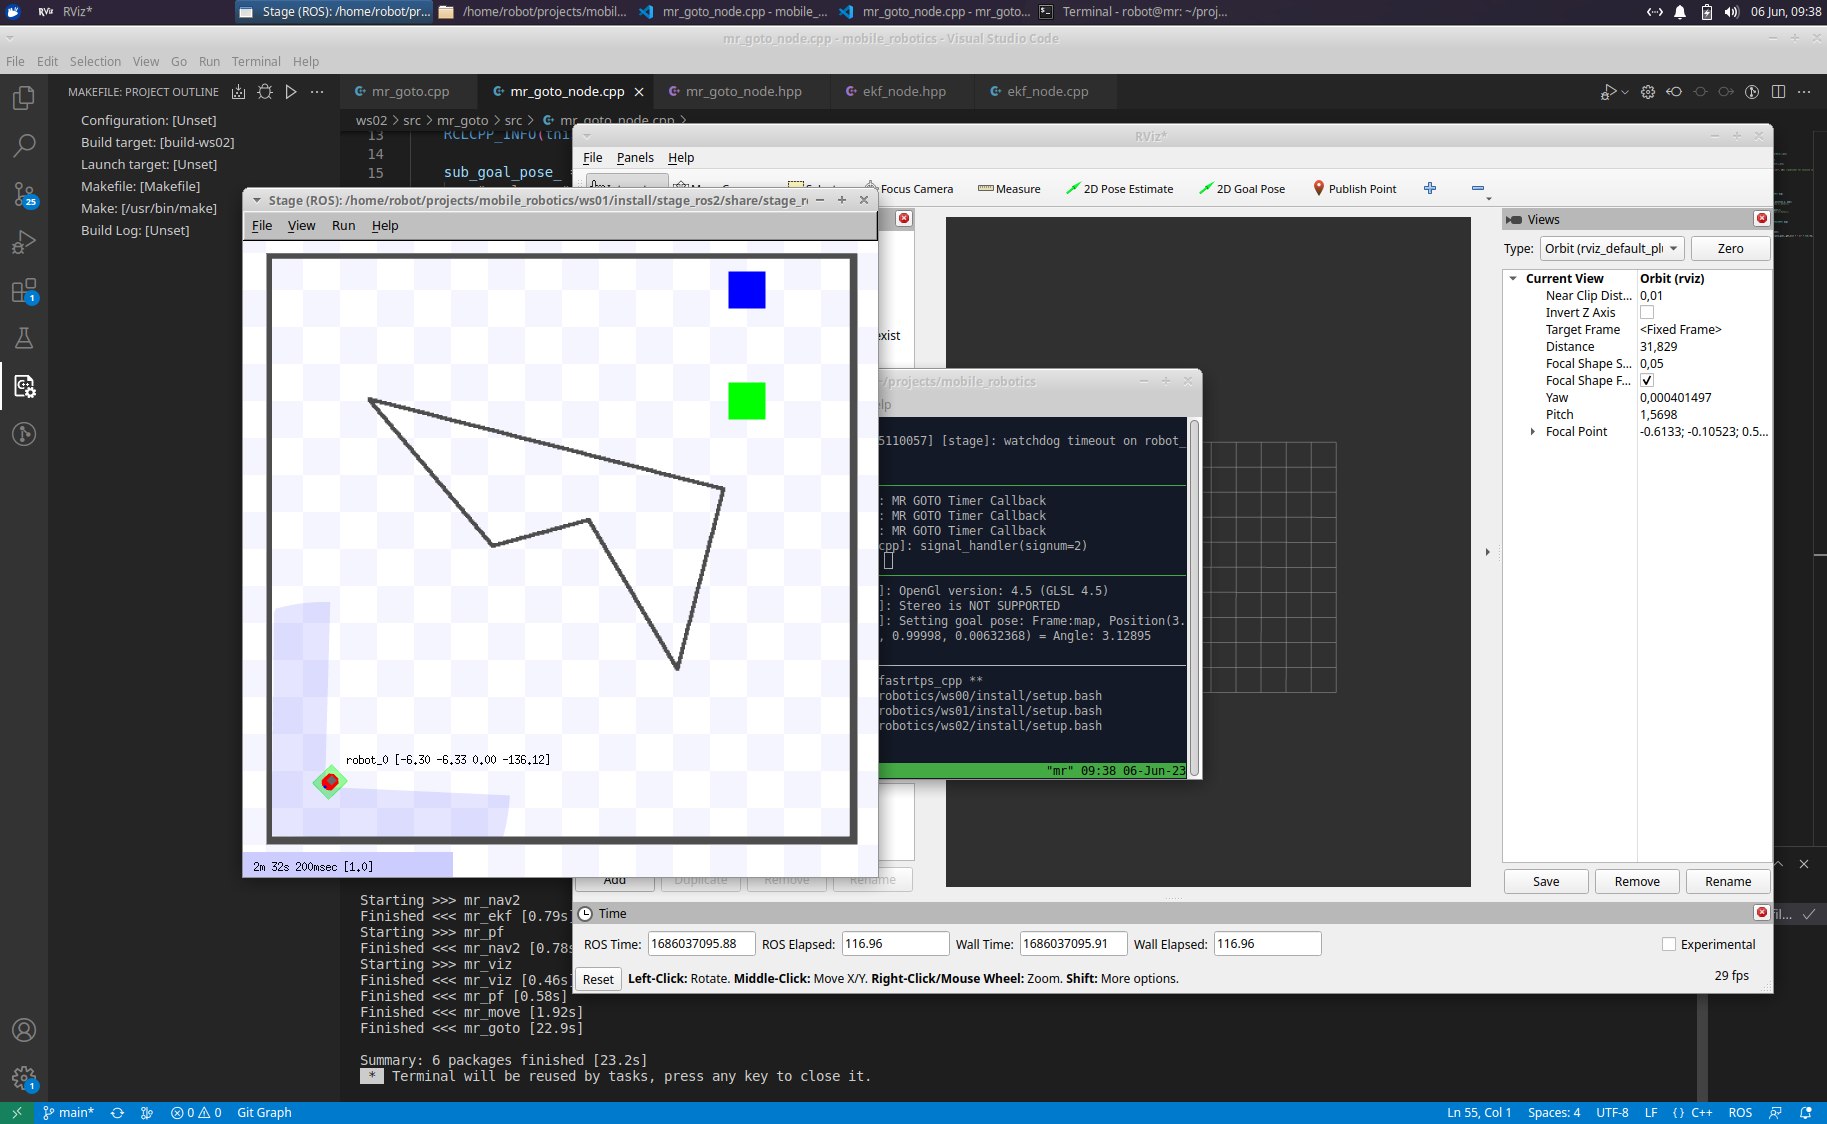 RViz*
Stage (ROS): /home/robot/pr...
/home/robot/projects/mobil...
mr_goto_node.cpp - mobile_...
mr_goto_node.cpp - mr_goto...
Terminal - robot@mr: ~/proj...
06 Jun, 09:38
mr_goto_node.cpp - mobile_robotics - Visual Studio Code
File Edit Selection View Go Run Terminal Help
MAKEFILE: PROJECT OUTLINE
mr_goto.cpp mr_goto_node.cpp mr_goto_node.hpp ekf_node.hpp ekf_node.cpp
Configuration: [Unset]
Build target: [build-ws02]
Launch target: [Unset]
Makefile: [Makefile]
Make: [/usr/bin/make]
Build Log: [Unset]
25
1
1
ws02 > src > mr_goto > src > mr_goto_node.cpp >
13 RCLCPP_INFO(thi
14
15 sub_goal_pose_ =
RViz*
File Panels Help
Focus Camera Measure 2D Pose Estimate 2D Goal Pose Publish Point
exist
Stage (ROS): /home/robot/projects/mobile_robotics/ws01/install/stage_ros2/share/stage_r
File View Run Help
robot_0 [-6.30 -6.33 0.00 -136.12]
2m 32s 200msec [1.0]
Views
Type: Orbit (rviz_default_pl Zero
Current View Orbit (rviz)
Near Clip Dist... 0,01
Invert Z Axis
Target Frame <Fixed Frame>
Distance 31,829
Focal Shape S... 0,05
Focal Shape F...
Yaw 0,000401497
Pitch 1,5698
Focal Point -0.6133; -0.10523; 0.5...
Save Remove Rename
~/projects/mobile_robotics
elp
5110057] [stage]: watchdog timeout on robot_
: MR GOTO Timer Callback
: MR GOTO Timer Callback
: MR GOTO Timer Callback
cpp]: signal_handler(signum=2)
]: OpenGl version: 4.5 (GLSL 4.5)
]: Stereo is NOT SUPPORTED
]: Setting goal pose: Frame:map, Position(3.
, 0.99998, 0.00632368) = Angle: 3.12895
fastrtps_cpp **
robotics/ws00/install/setup.bash
robotics/ws01/install/setup.bash
robotics/ws02/install/setup.bash
"mr" 09:38 06-Jun-23
Add Duplicate Remove Rename
Time
ROS Time: 1686037095.88 ROS Elapsed: 116.96 Wall Time: 1686037095.91 Wall Elapsed: 116.96 Experimental
Reset Left-Click: Rotate. Middle-Click: Move X/Y. Right-Click/Mouse Wheel: Zoom. Shift: More options. 29 fps
Starting >>> mr_nav2
Finished <<< mr_ekf [0.79s]
Starting >>> mr_pf
Finished <<< mr_nav2 [0.78s
Starting >>> mr_viz
Finished <<< mr_viz [0.46s]
Finished <<< mr_pf [0.58s]
Finished <<< mr_move [1.92s]
Finished <<< mr_goto [22.9s]
Summary: 6 packages finished [23.2s]
* Terminal will be reused by tasks, press any key to close it.
main* 0 0 Git Graph
Ln 55, Col 1 Spaces: 4 UTF-8 LF {} C++ ROS